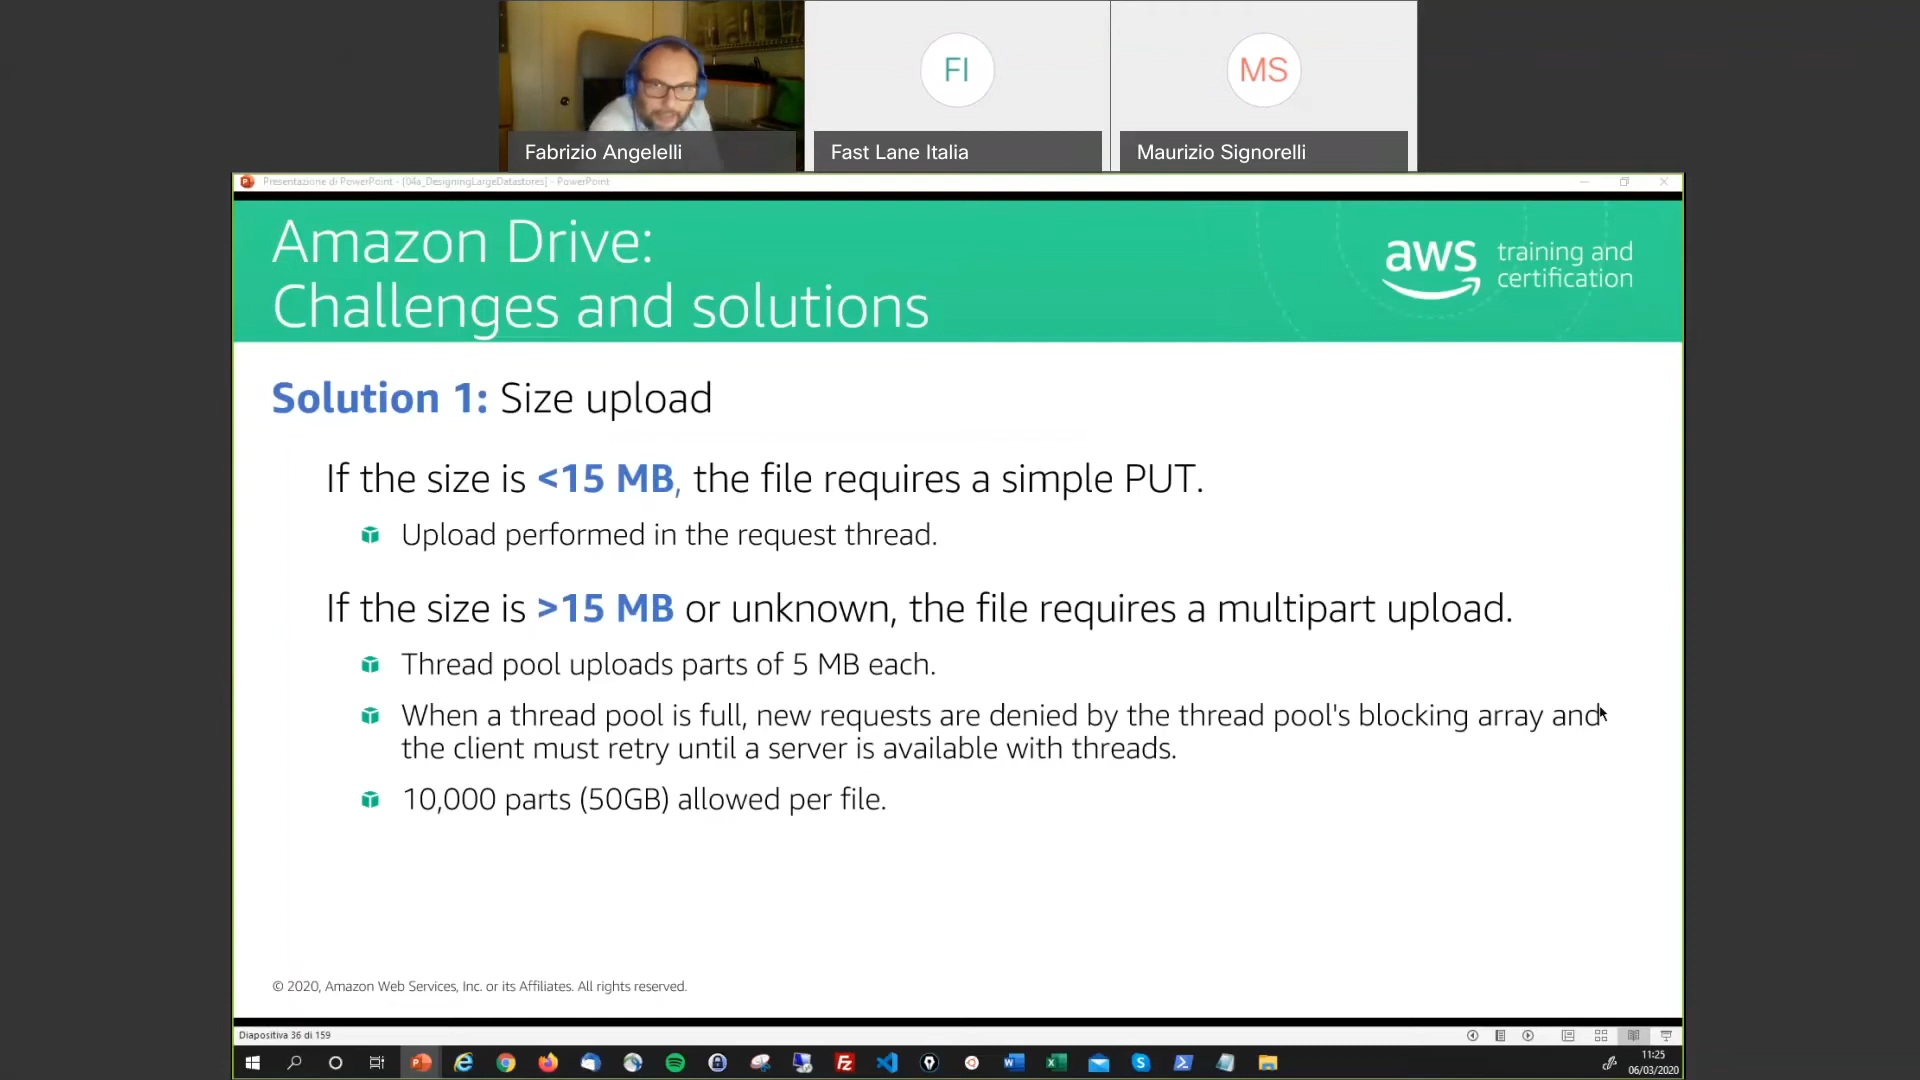 FI
MS
Fabrizio Angelelli
Fast Lane Italia
Maurizio Signorelli
Presentazione di PowerPoint - [04a_DesigningLargeDatastores] - PowerPoint
Amazon Drive:
Challenges and solutions
aws
training and
certification
Solution 1: Size upload
If the size is <15 MB, the file requires a simple PUT.
Upload performed in the request thread.
If the size is >15 MB or unknown, the file requires a multipart upload.
Thread pool uploads parts of 5 MB each.
When a thread pool is full, new requests are denied by the thread pool's blocking array and
the client must retry until a server is available with threads.
10,000 parts (50GB) allowed per file.
© 2020, Amazon Web Services, Inc. or its Affiliates. All rights reserved.
Diapositiva 36 di 159
11:25
06/03/2020